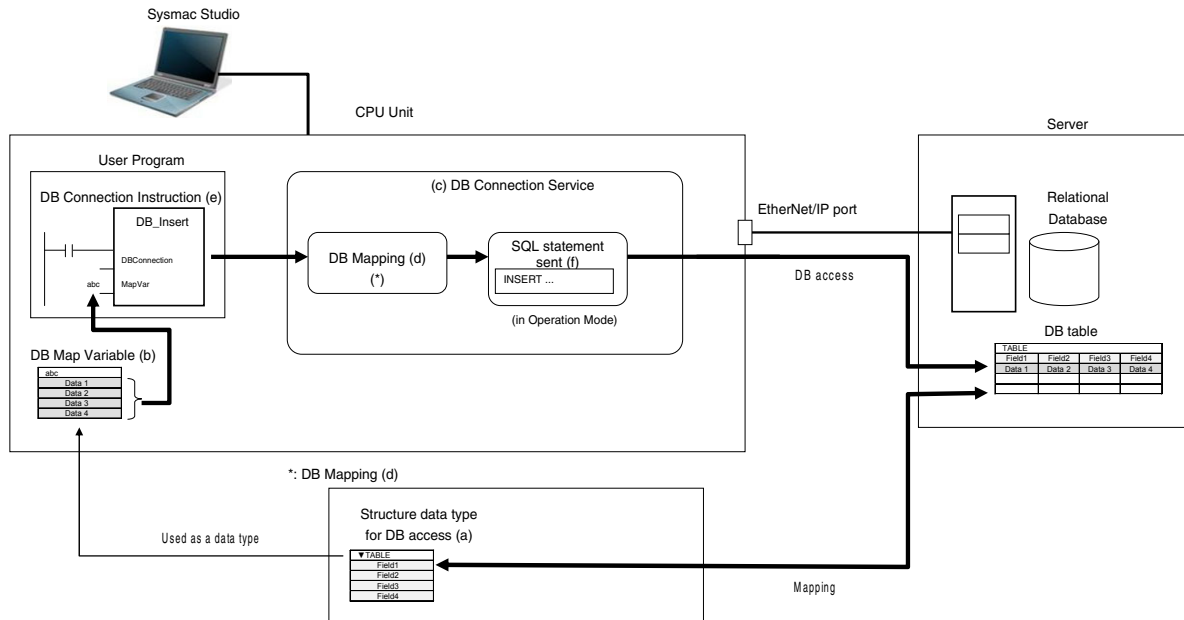 Sysmac Studio
CPU Unit
Server
User Program
DB Connection Instruction (e)
DB_Insert
DBConnection
abc
MapVar
(c) DB Connection Service
DB Mapping (d)
(*)
SQL statement
sent (f)
INSERT ...
(in Operation Mode)
EtherNet/IP port
DB access
Relational
Database
DB table
TABLE
Field1 Field2 Field3 Field4
Data 1 Data 2 Data 3 Data 4
DB Map Variable (b)
abc
Data 1
Data 2
Data 3
Data 4
*: DB Mapping (d)
Used as a data type
Structure data type
for DB access (a)
▼TABLE
Field1
Field2
Field3
Field4
Mapping